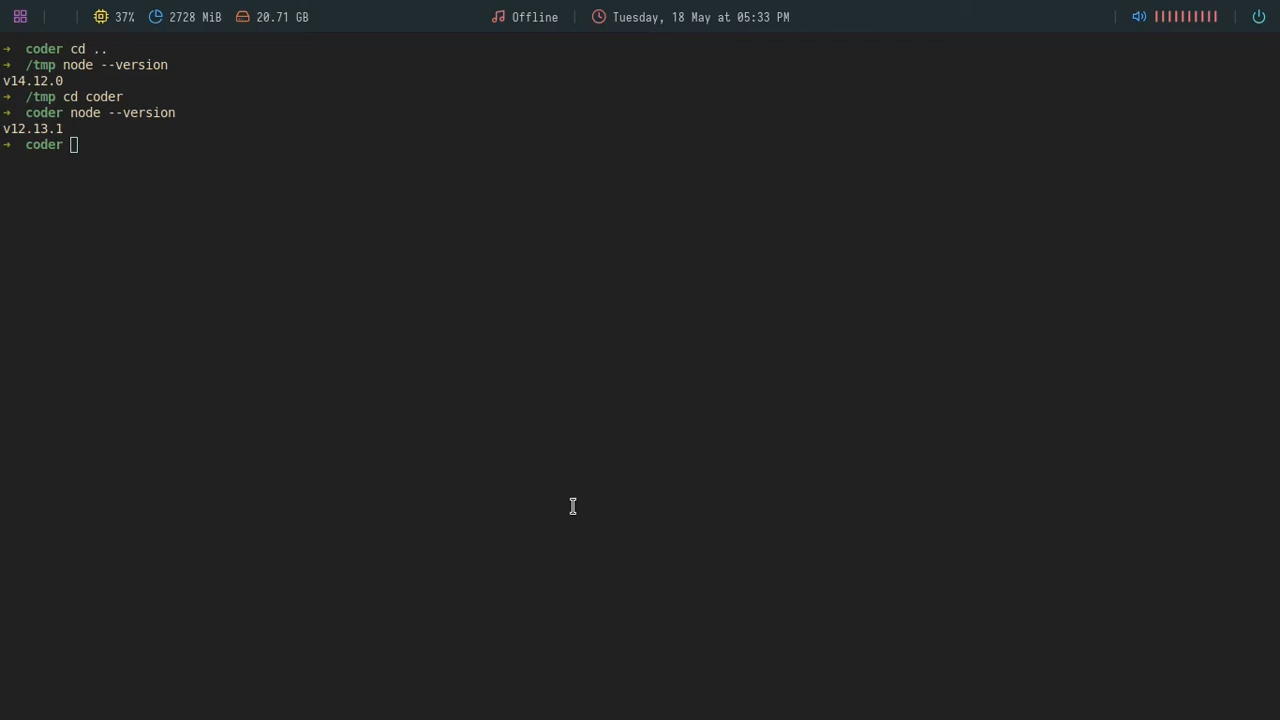 37% 2728 MiB 20.71 GB Offline Tuesday, 18 May at 05:33 PM
➜ coder cd ..
➜ /tmp node --version
v14.12.0
➜ /tmp cd coder
➜ coder node --version
v12.13.1
➜ coder